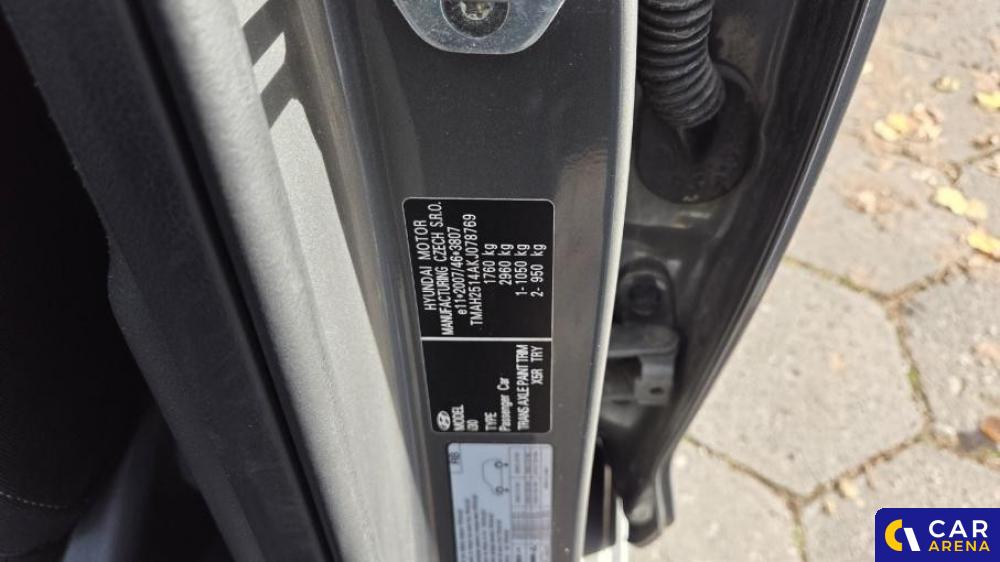 HYUNDAI MOTOR
MANUFACTURING CZECH S.R.O.
e11*2007/46*3807
TMAH2514AKJ078769
1760 kg
2960 kg
1- 1050 kg
2- 950 kg
MODEL
i30
TYPE
Passenger Car
TRANS AXLE PAINT TRIM
X5R TRY
RB
CAR
ARENA